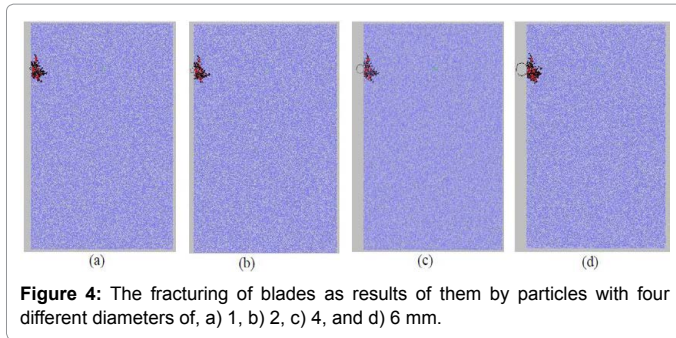 (a) (b) (c) (d)
Figure 4: The fracturing of blades as results of them by particles with four
different diameters of, a) 1, b) 2, c) 4, and d) 6 mm.